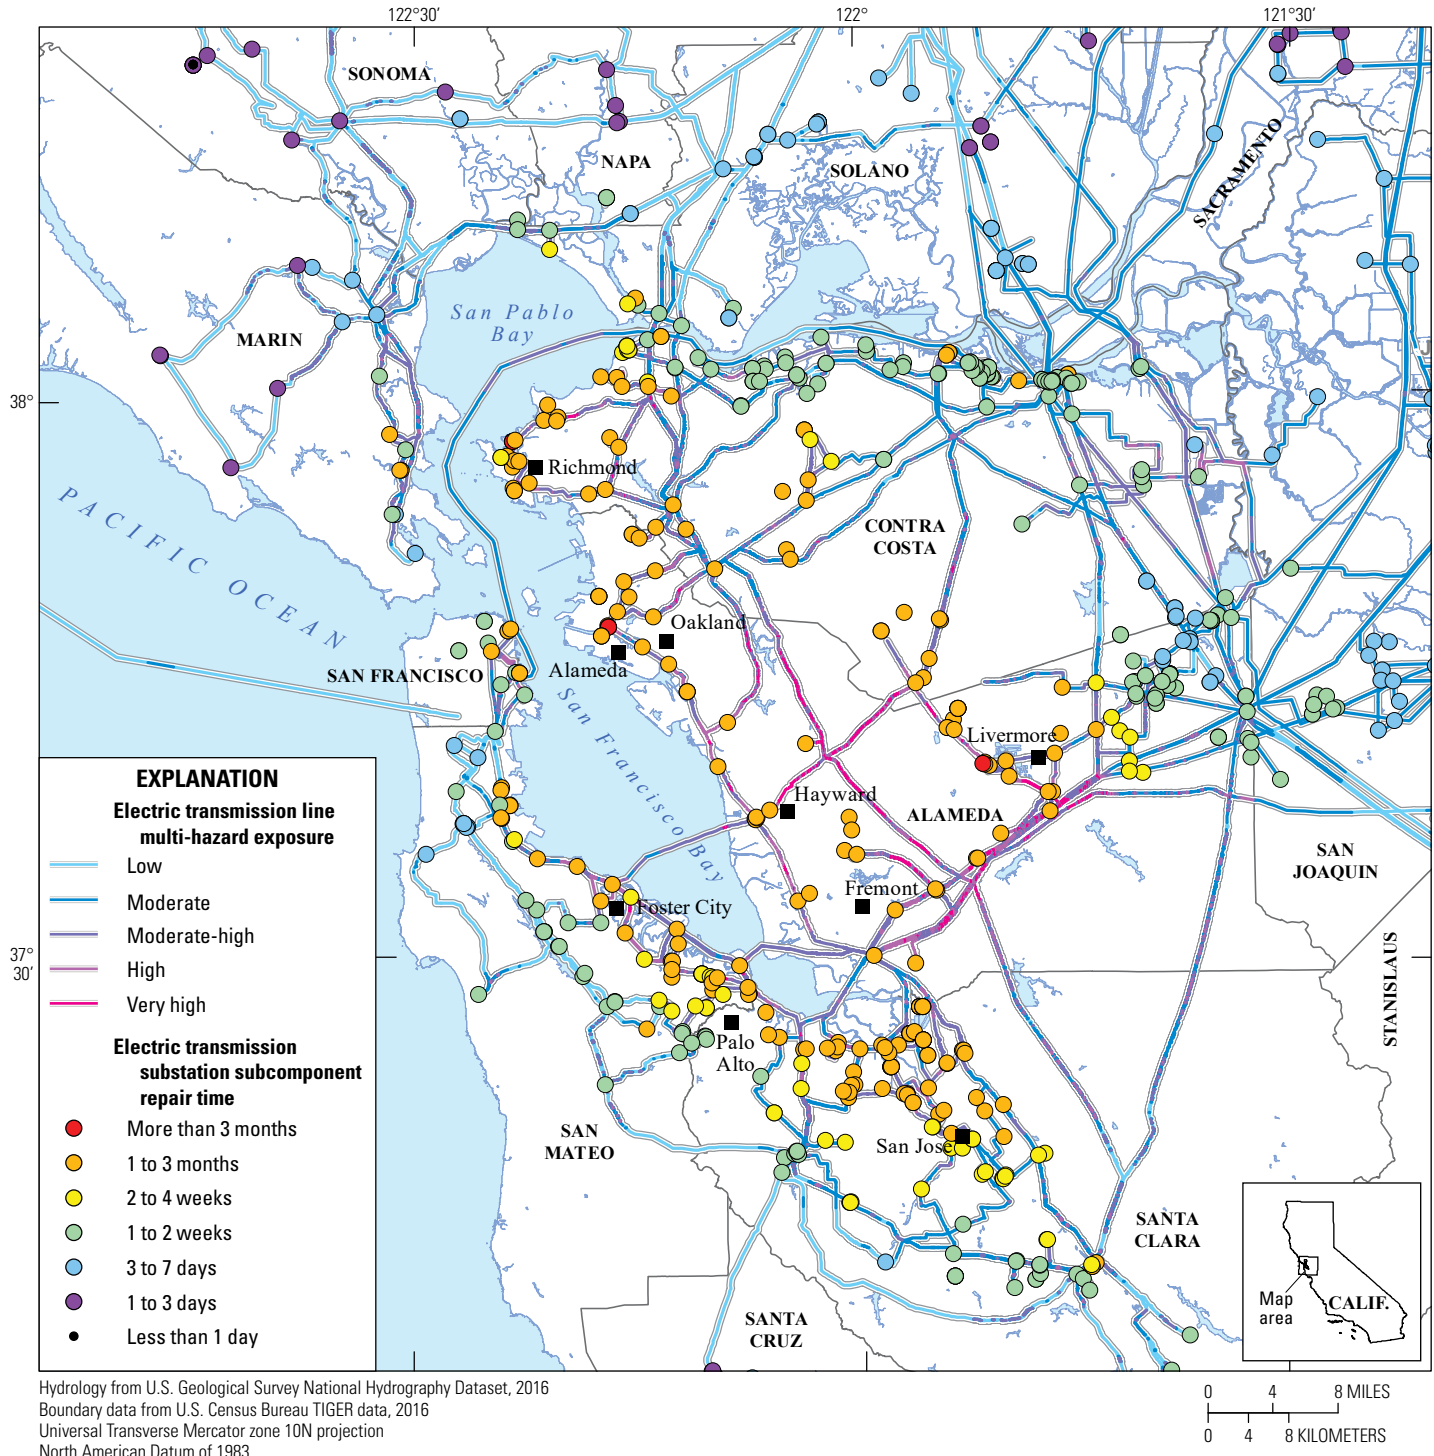 122°30′
122°
121°30′
SONOMA
NAPA
SOLANO
SACRAMENTO
San Pablo
Bay
MARIN
38°
Richmond
PACIFIC OCEAN
CONTRA
COSTA
Oakland
Alameda
SAN FRANCISCO
San Francisco Bay
Livermore
Hayward
ALAMEDA
SAN
JOAQUIN
Fremont
Foster City
37°
30′
STANISLAUS
Palo
Alto
SAN
MATEO
San Jose
SANTA
CLARA
SANTA
CRUZ
EXPLANATION
Electric transmission line
multi-hazard exposure
Low
Moderate
Moderate-high
High
Very high
Electric transmission
substation subcomponent
repair time
More than 3 months
1 to 3 months
2 to 4 weeks
1 to 2 weeks
3 to 7 days
1 to 3 days
Less than 1 day
Map
area
CALIF.
Hydrology from U.S. Geological Survey National Hydrography Dataset, 2016
Boundary data from U.S. Census Bureau TIGER data, 2016
Universal Transverse Mercator zone 10N projection
North American Datum of 1983
0 4 8 MILES
0 4 8 KILOMETERS